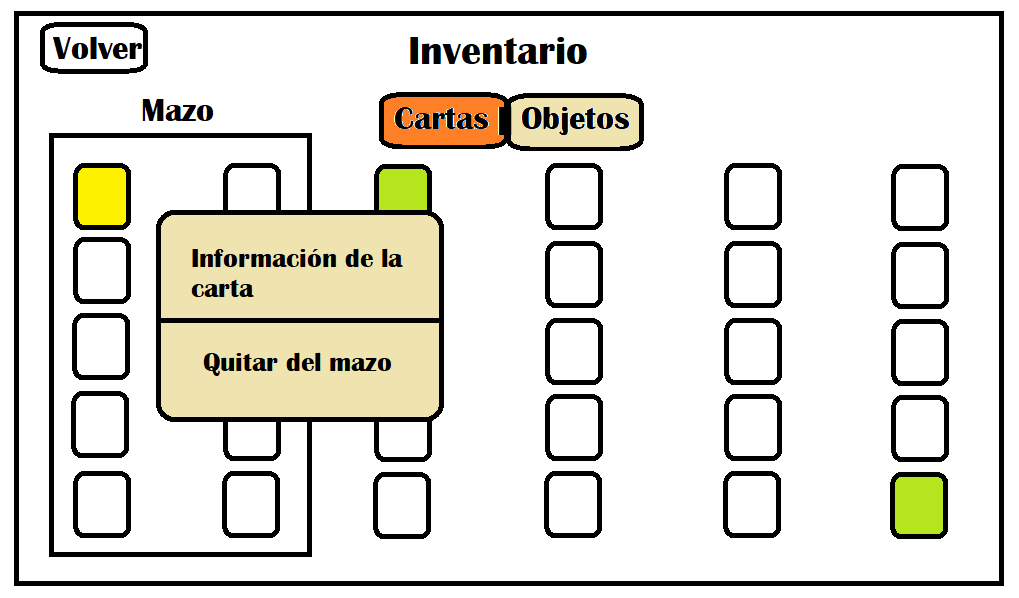 Volver
Inventario
Mazo
Cartas
Objetos
Información de la
carta
Quitar del mazo